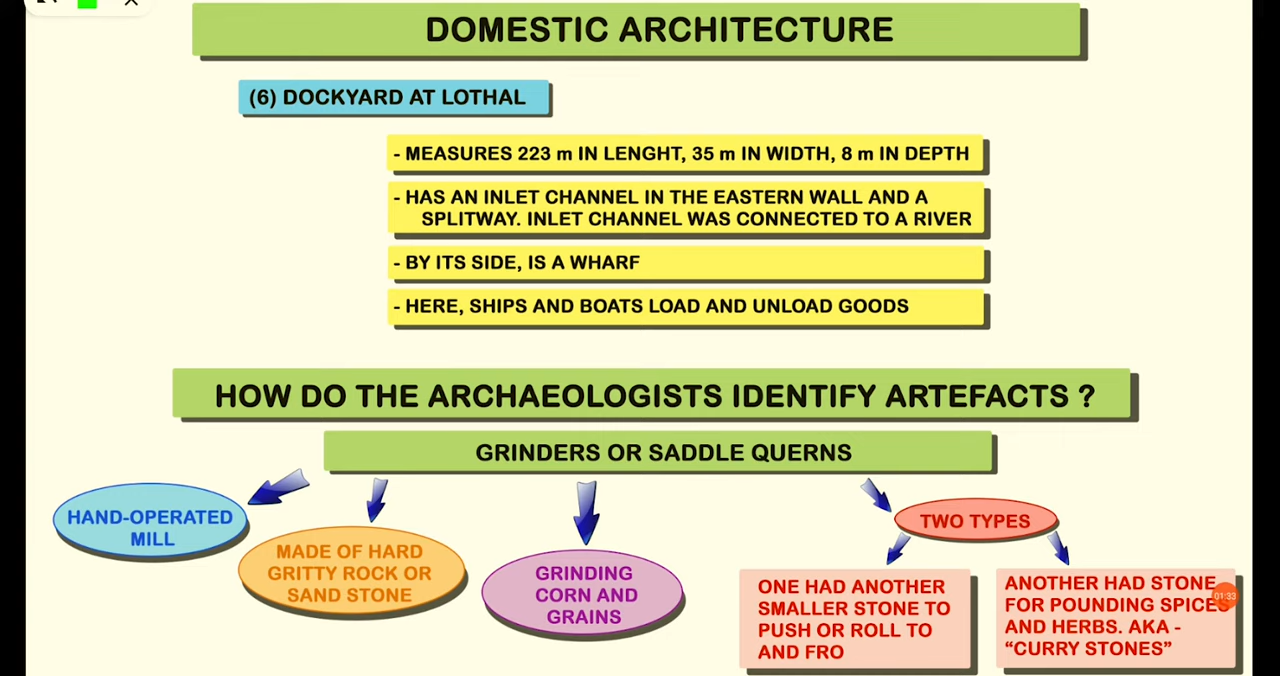 DOMESTIC ARCHITECTURE
(6) DOCKYARD AT LOTHAL
- MEASURES 223 m IN LENGHT, 35 m IN WIDTH, 8 m IN DEPTH
- HAS AN INLET CHANNEL IN THE EASTERN WALL AND A
SPLITWAY. INLET CHANNEL WAS CONNECTED TO A RIVER
- BY ITS SIDE, IS A WHARF
- HERE, SHIPS AND BOATS LOAD AND UNLOAD GOODS
HOW DO THE ARCHAEOLOGISTS IDENTIFY ARTEFACTS ?
GRINDERS OR SADDLE QUERNS
HAND-OPERATED
MILL
MADE OF HARD
GRITTY ROCK OR
SAND STONE
GRINDING
CORN AND
GRAINS
TWO TYPES
ONE HAD ANOTHER
SMALLER STONE TO
PUSH OR ROLL TO
AND FRO
ANOTHER HAD STONE
FOR POUNDING SPICES
AND HERBS. AKA -
“CURRY STONES”
01:33